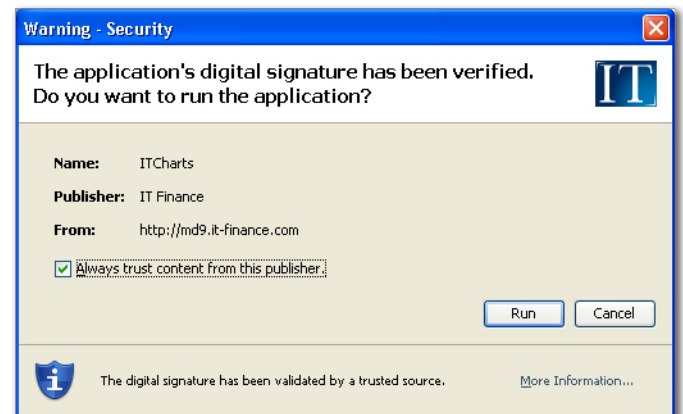 Warning - Security
The application's digital signature has been verified.
Do you want to run the application?
IT
Name: ITCharts
Publisher: IT Finance
From: http://md9.it-finance.com
Always trust content from this publisher.
Run Cancel
The digital signature has been validated by a trusted source. More Information...